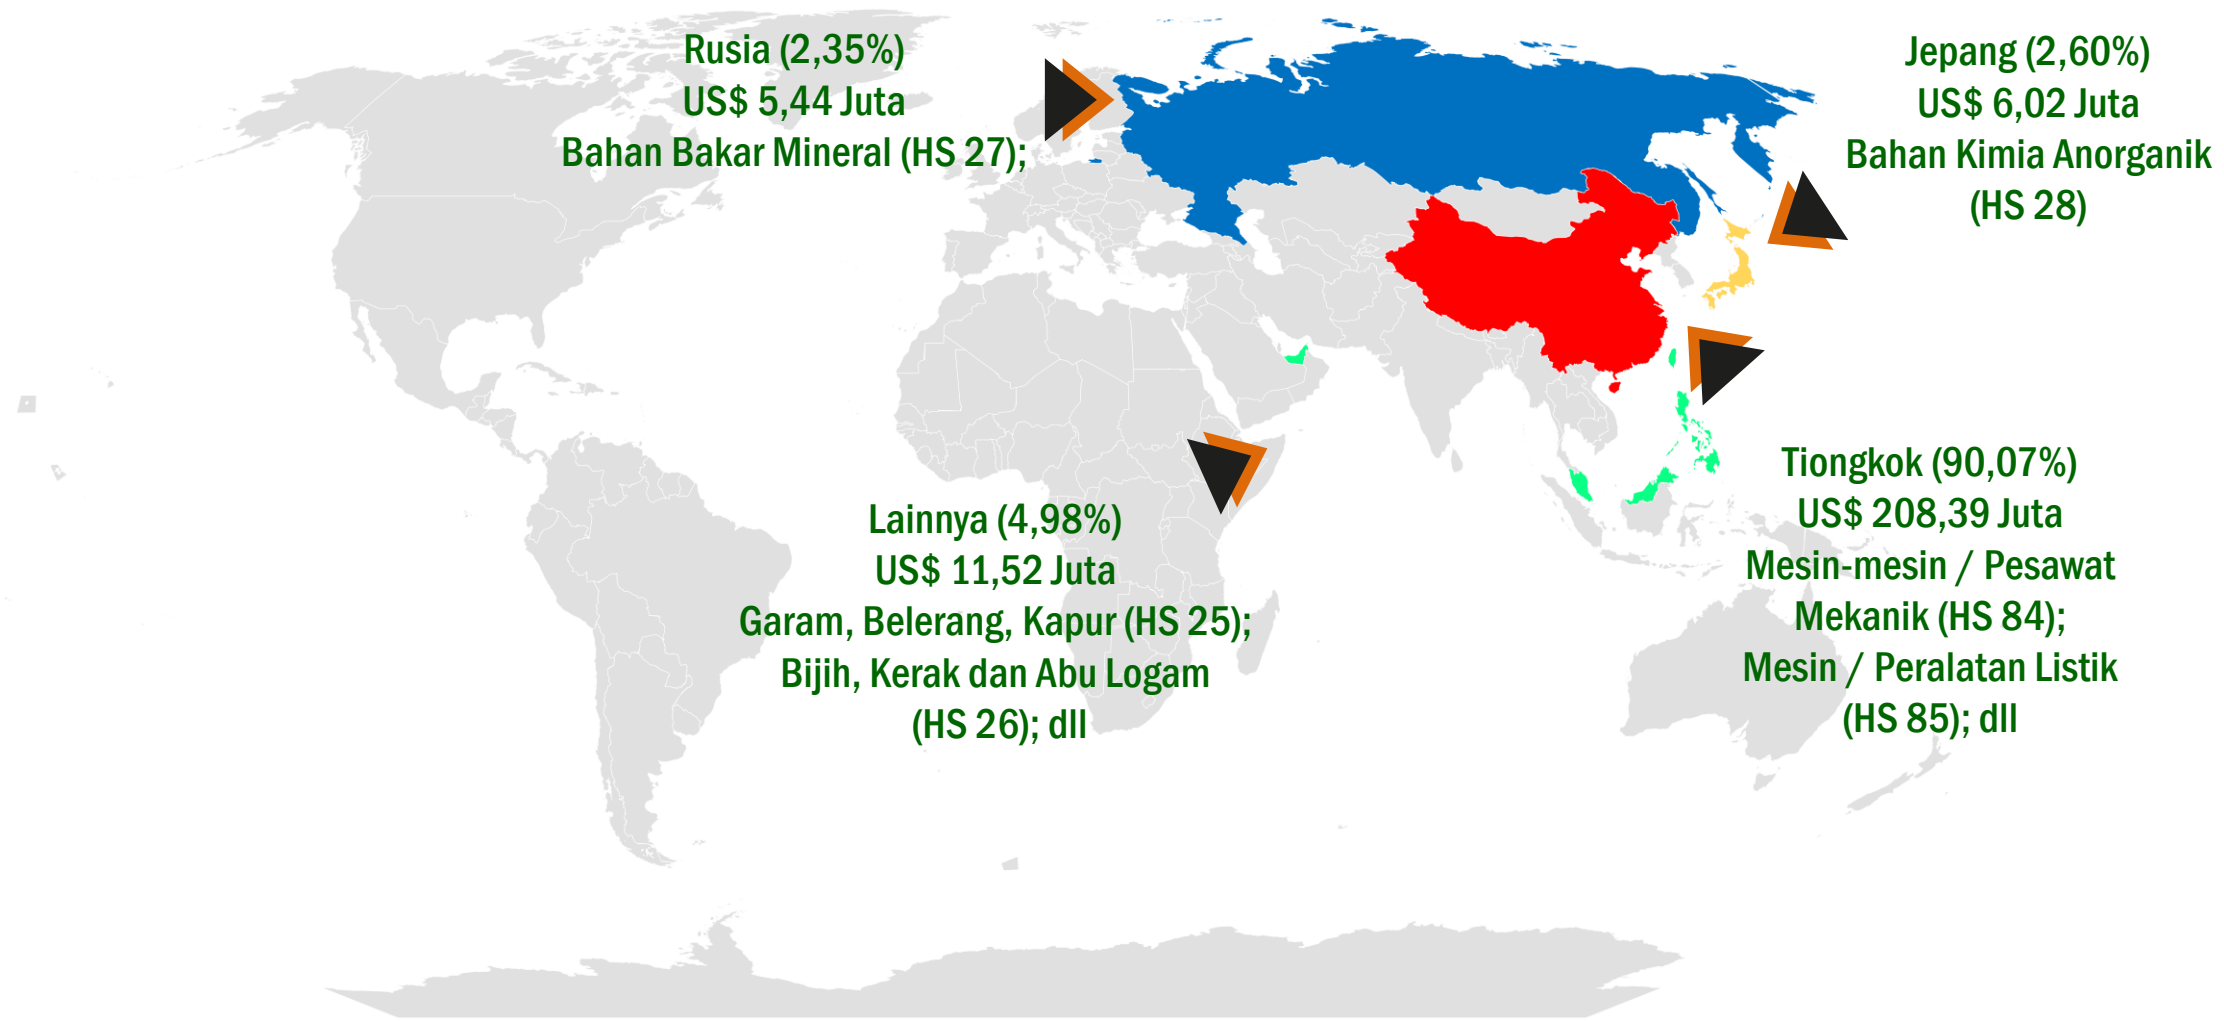 Rusia (2,35%)
US$ 5,44 Juta
Bahan Bakar Mineral (HS 27);
Jepang (2,60%)
US$ 6,02 Juta
Bahan Kimia Anorganik
(HS 28)
Tiongkok (90,07%)
US$ 208,39 Juta
Mesin-mesin / Pesawat
Mekanik (HS 84);
Mesin / Peralatan Listik
(HS 85); dll
Lainnya (4,98%)
US$ 11,52 Juta
Garam, Belerang, Kapur (HS 25);
Bijih, Kerak dan Abu Logam
(HS 26); dll